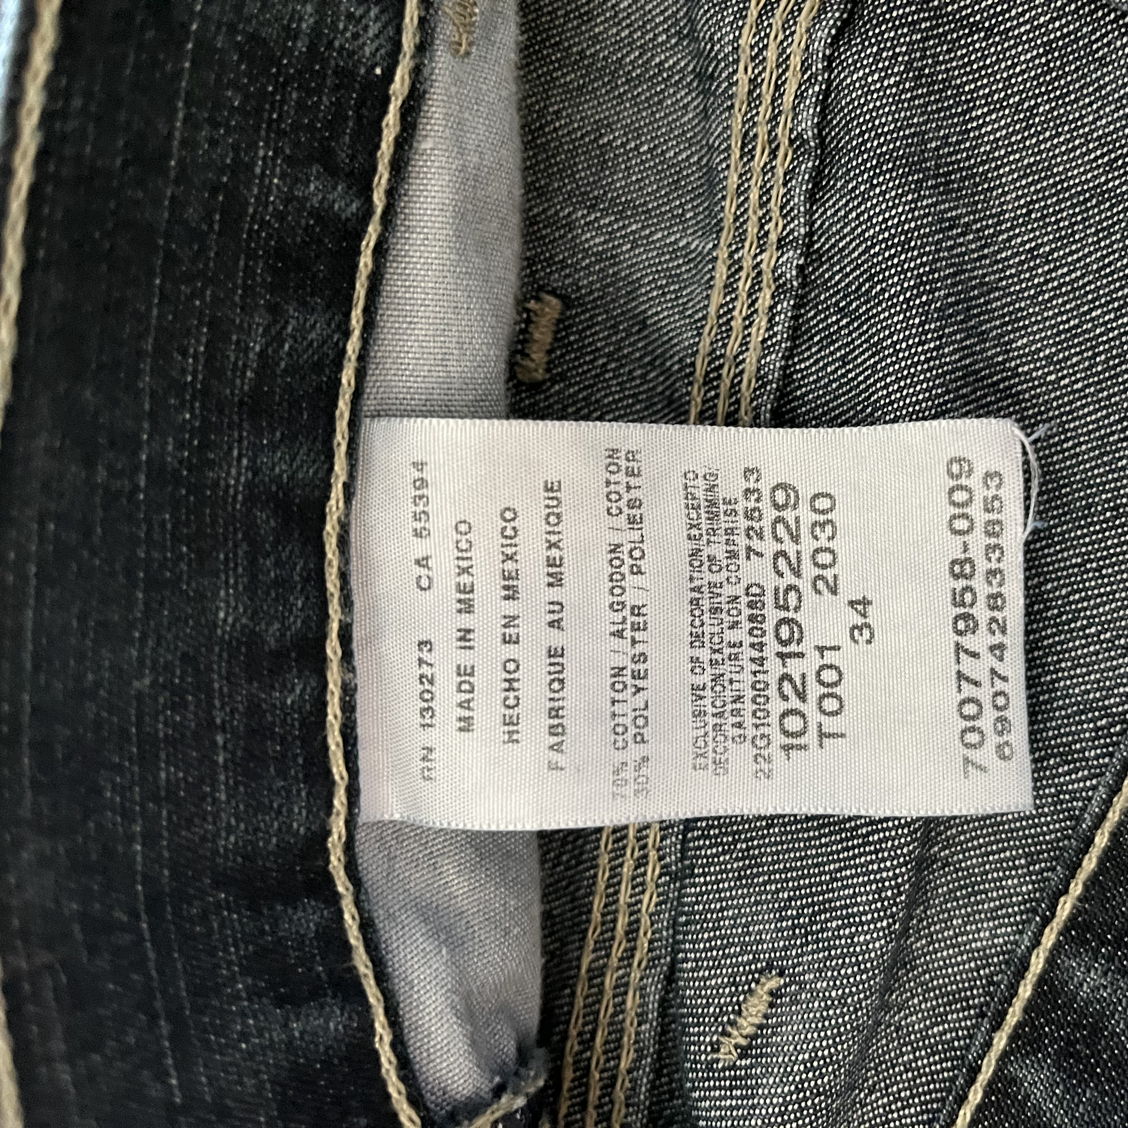 RN 130273 CA 55394
MADE IN MEXICO
HECHO EN MEXICO
FABRIQUE AU MEXIQUE
70% COTTON / ALGODON / COTON
30% POLYESTER / POLIESTER
EXCLUSIVE OF DECORATION/EXCEPTO
DECORACION/EXCLUSIVE OF TRIMMING/
GARNITURE NON COMPRISE
22G100014408BD 72533
1021955229
T001 2030
34
70077958-009
690742833853